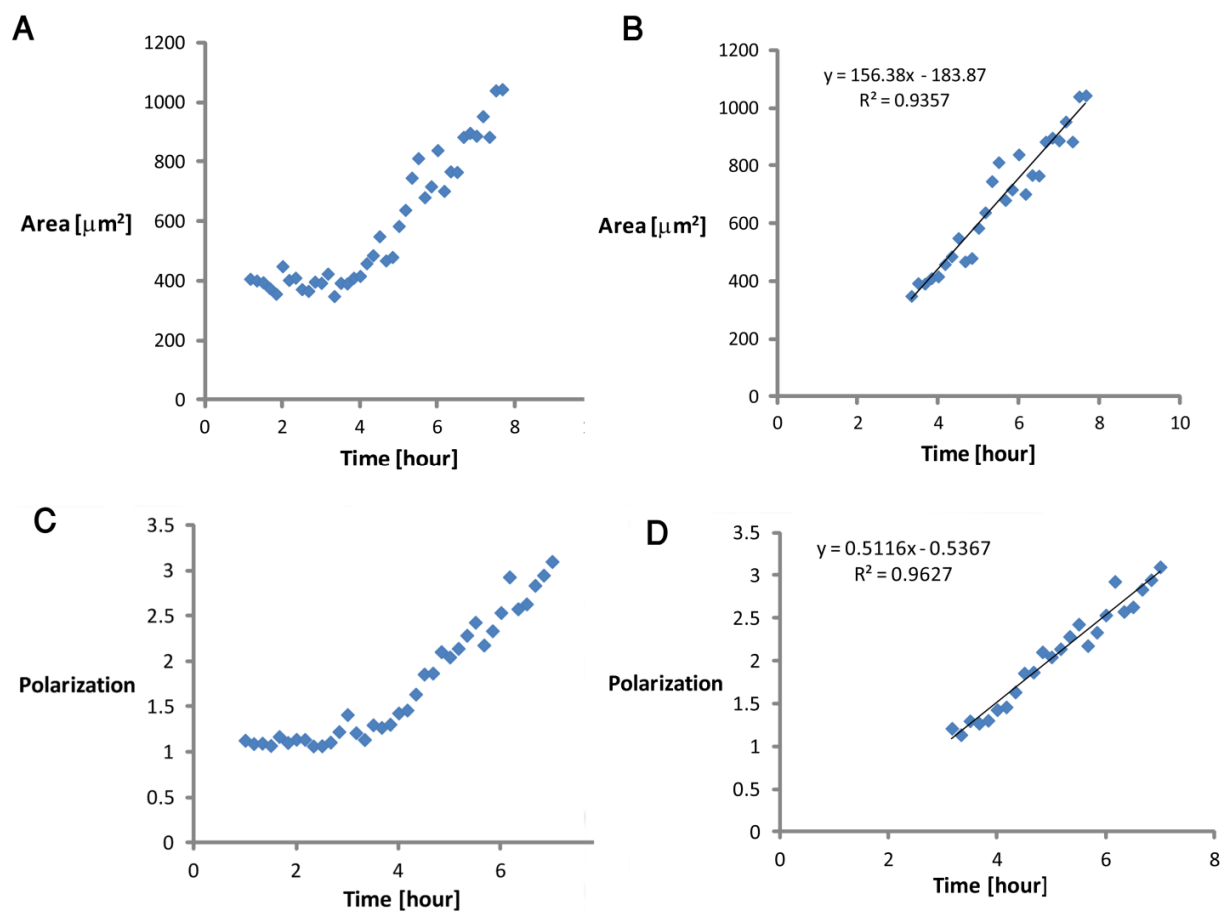 A
1200
1000
800
600
400
200
0
Area [μm²]
0 2 4 6 8
Time [hour]
B
1200
1000
800
600
400
200
0
y = 156.38x - 183.87
R² = 0.9357
Area [μm²]
0 2 4 6 8 10
Time [hour]
C
3.5
3
2.5
2
1.5
1
0.5
0
Polarization
0 2 4 6
Time [hour]
D
3.5
3
2.5
2
1.5
1
0.5
0
y = 0.5116x - 0.5367
R² = 0.9627
Polarization
0 2 4 6 8
Time [hour]